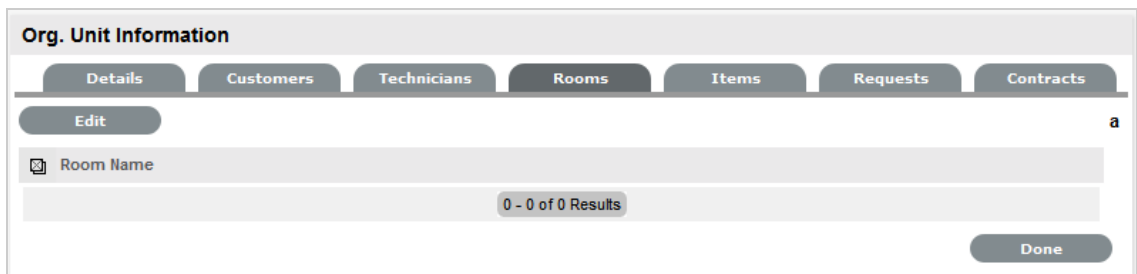 Org. Unit Information
Details Customers Technicians Rooms Items Requests Contracts
Edit a
Room Name
0 - 0 of 0 Results
Done